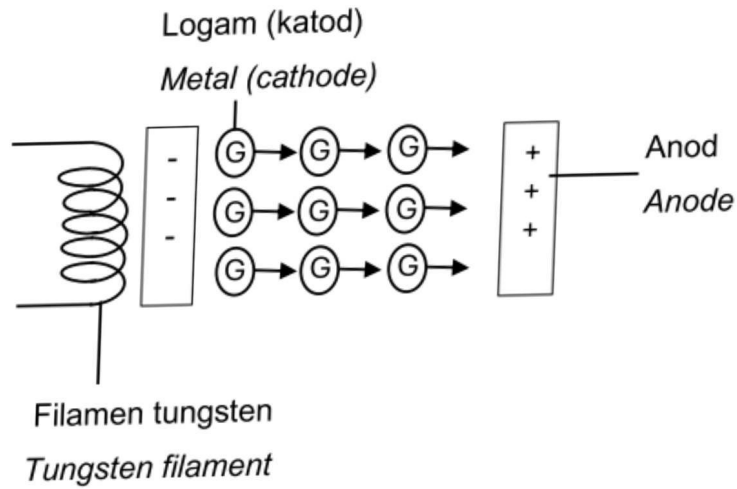 Logam (katod)
Metal (cathode)
- G G G +
- G G G +
- G G G +
Anod
Anode
Filamen tungsten
Tungsten filament